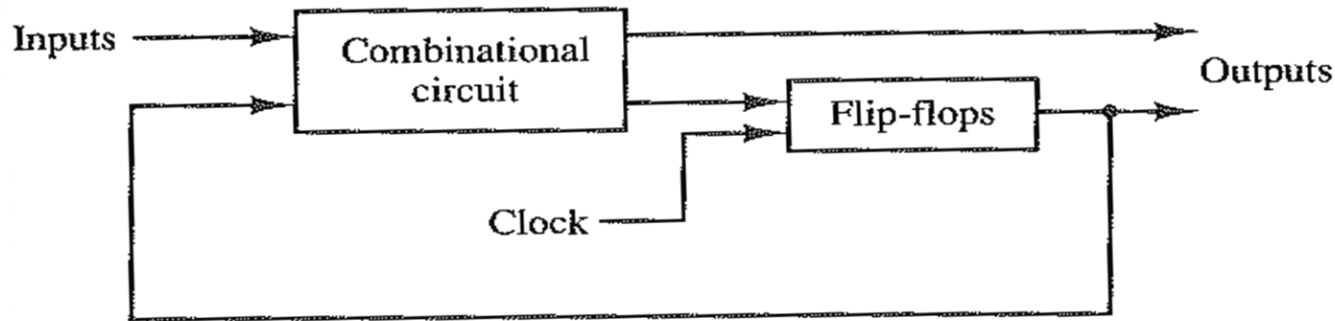 Inputs
Combinational
circuit
Outputs
Flip-flops
Clock